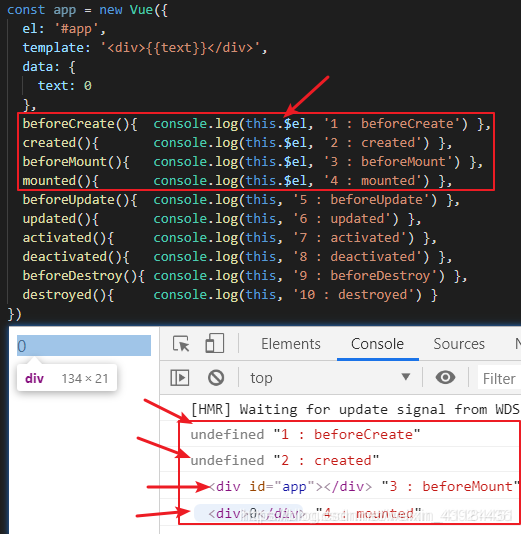 const app = new Vue({
el: '#app',
template: '<div>{{text}}</div>',
data: {
text: 0
},
beforeCreate(){ console.log(this.$el, '1 : beforeCreate') },
created(){ console.log(this.$el, '2 : created') },
beforeMount(){ console.log(this.$el, '3 : beforeMount') },
mounted(){ console.log(this.$el, '4 : mounted') },
beforeUpdate(){ console.log(this, '5 : beforeUpdate') },
updated(){ console.log(this, '6 : updated') },
activated(){ console.log(this, '7 : activated') },
deactivated(){ console.log(this, '8 : deactivated') },
beforeDestroy(){ console.log(this, '9 : beforeDestroy') },
destroyed(){ console.log(this, '10 : destroyed') }
})
0
div 134 × 21
Elements Console Sources N
top Filter
[HMR] Waiting for update signal from WDS
undefined "1 : beforeCreate"
undefined "2 : created"
<div id="app"></div> "3 : beforeMount"
<div>0</div> "4 : mounted"